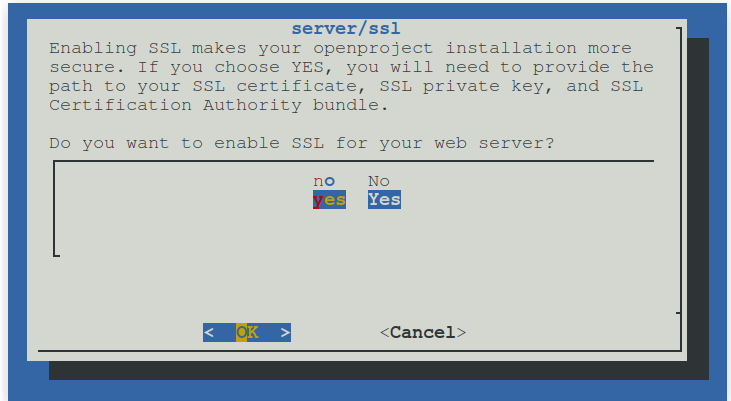 server/ssl
Enabling SSL makes your openproject installation more
secure. If you choose YES, you will need to provide the
path to your SSL certificate, SSL private key, and SSL
Certification Authority bundle.
Do you want to enable SSL for your web server?
no No
yes Yes
< OK > <Cancel>